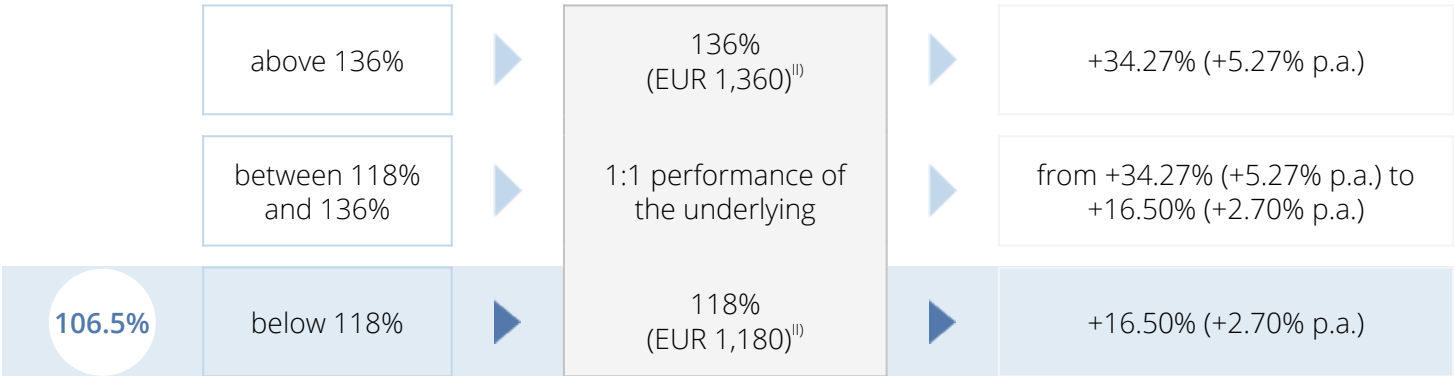 above 136%
136%
(EUR 1,360)II)
+34.27% (+5.27% p.a.)
between 118%
and 136%
1:1 performance of
the underlying
from +34.27% (+5.27% p.a.) to
+16.50% (+2.70% p.a.)
106.5%
below 118%
118%
(EUR 1,180)II)
+16.50% (+2.70% p.a.)